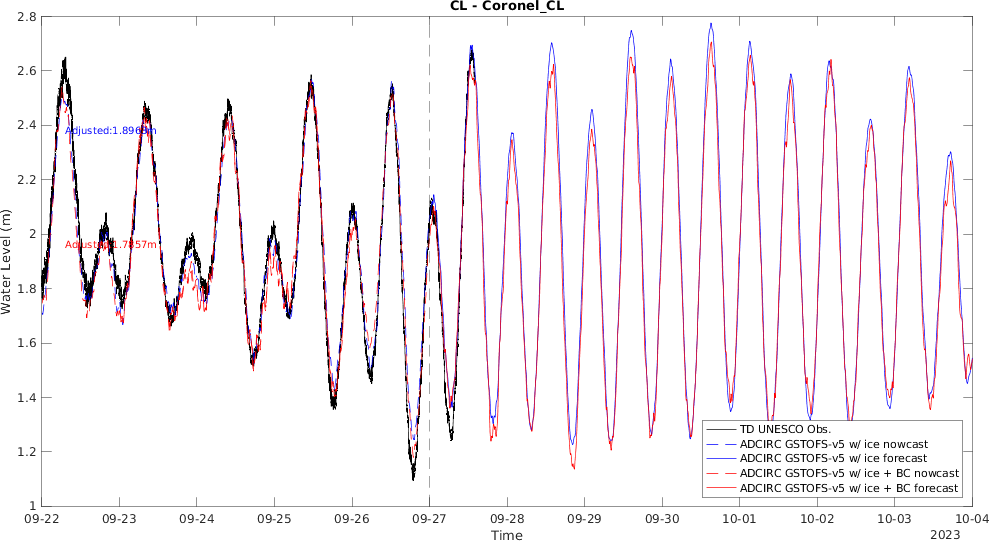 CL - Coronel_CL
2.8
2.6
2.4
2.2
2
1.8
1.6
1.4
1.2
1
Water Level (m)
Adjusted:1.8963m
Adjusted:1.7857m
TD UNESCO Obs.
ADCIRC GSTOFS-v5 w/ ice nowcast
ADCIRC GSTOFS-v5 w/ ice forecast
ADCIRC GSTOFS-v5 w/ ice + BC nowcast
ADCIRC GSTOFS-v5 w/ ice + BC forecast
09-22 09-23 09-24 09-25 09-26 09-27 09-28 09-29 09-30 10-01 10-02 10-03 10-04
Time
2023